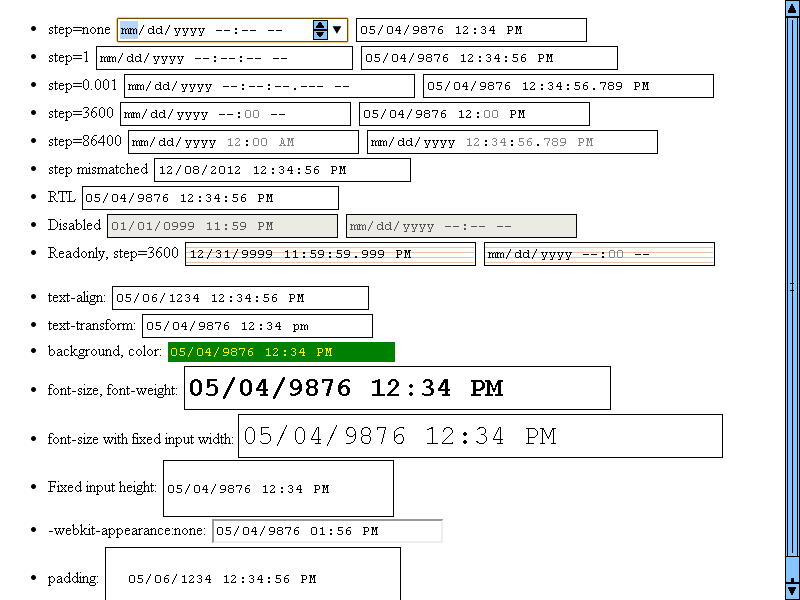 step=none mm/dd/yyyy --:-- -- 05/04/9876 12:34 PM
step=1 mm/dd/yyyy --:--:-- -- 05/04/9876 12:34:56 PM
step=0.001 mm/dd/yyyy --:--:--.--- -- 05/04/9876 12:34:56.789 PM
step=3600 mm/dd/yyyy --:00 -- 05/04/9876 12:00 PM
step=86400 mm/dd/yyyy 12:00 AM mm/dd/yyyy 12:34:56.789 PM
step mismatched 12/08/2012 12:34:56 PM
RTL 05/04/9876 12:34:56 PM
Disabled 01/01/0999 11:59 PM mm/dd/yyyy --:-- --
Readonly, step=3600 12/31/9999 11:59:59.999 PM mm/dd/yyyy --:00 --
text-align: 05/06/1234 12:34:56 PM
text-transform: 05/04/9876 12:34 pm
background, color: 05/04/9876 12:34 PM
font-size, font-weight: 05/04/9876 12:34 PM
font-size with fixed input width: 05/04/9876 12:34 PM
Fixed input height: 05/04/9876 12:34 PM
-webkit-appearance:none: 05/04/9876 01:56 PM
padding: 05/06/1234 12:34:56 PM